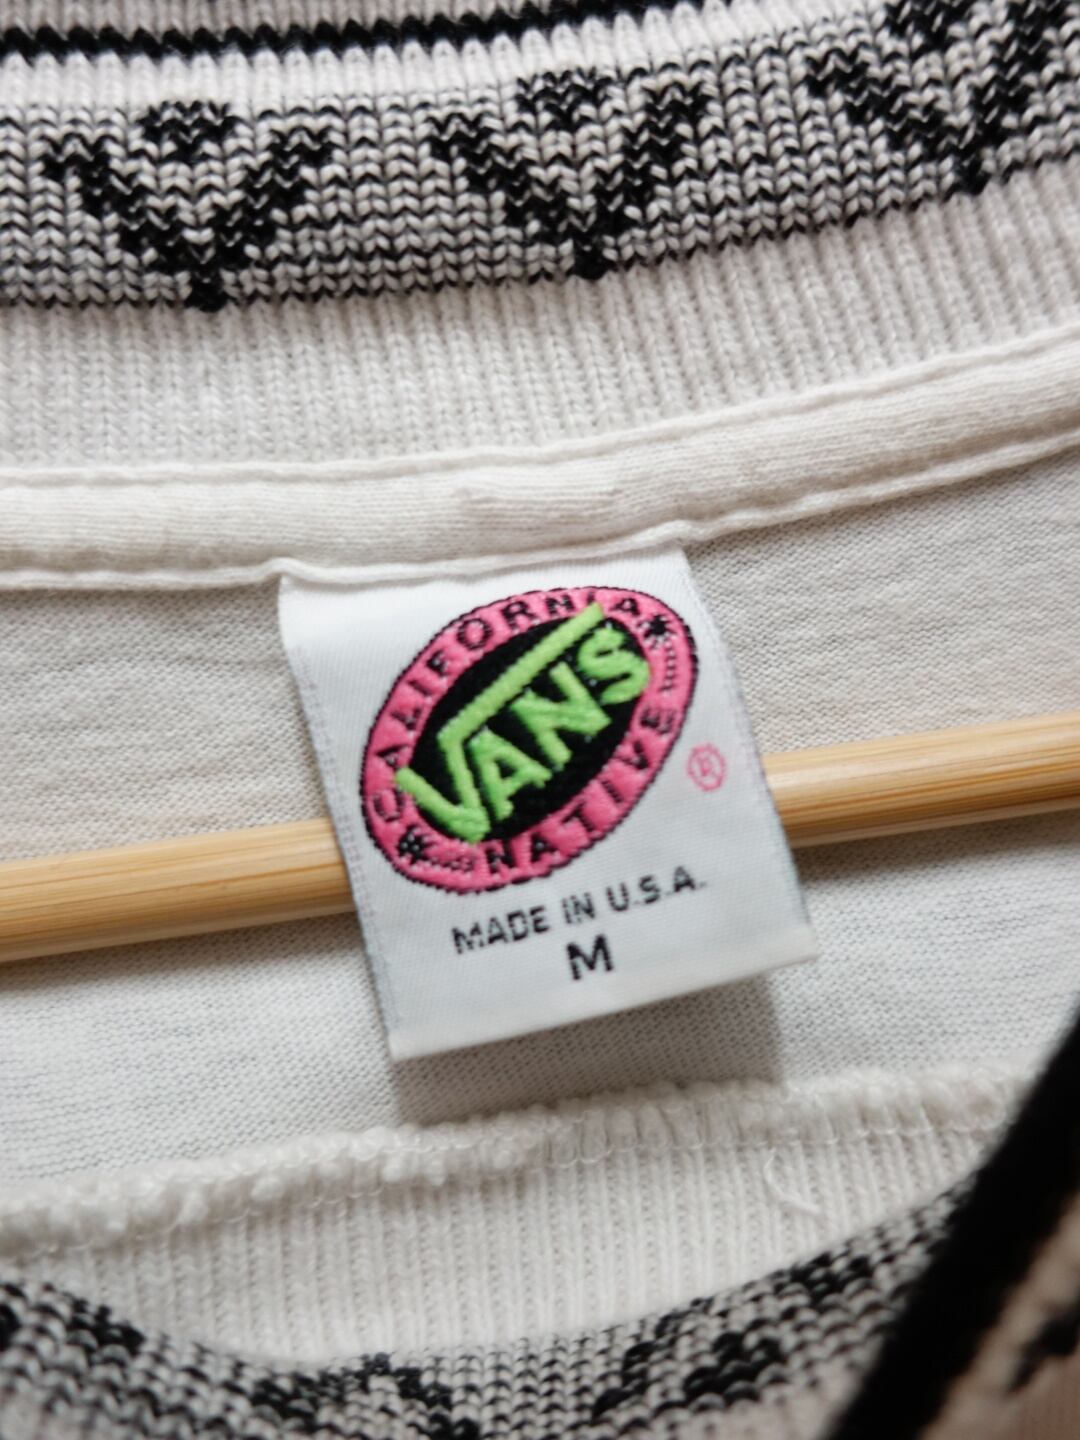 CALIFORNIA
VANS
NATIVE
®
MADE IN U.S.A.
M